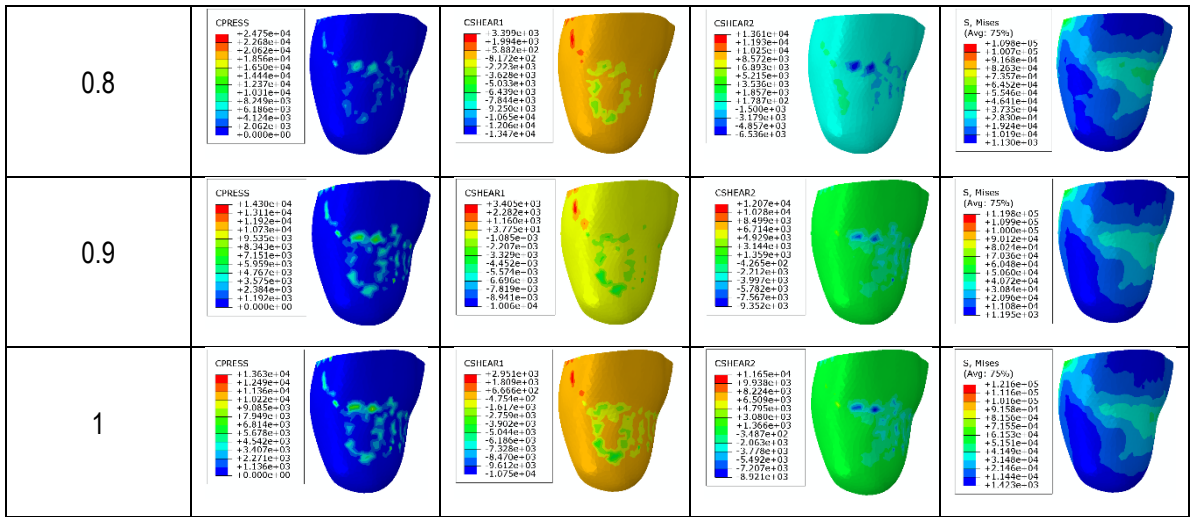 0.8
CPRESS
+2.475e+04
+2.268e+04
+2.062e+04
+1.856e+04
+1.650e+04
+1.444e+04
+1.237e+04
+1.031e+04
+8.249e+03
+6.186e+03
+4.124e+03
+2.062e+03
+0.000e+00
CSHEAR1
+3.399e+03
+1.994e+03
+5.882e+02
-8.172e+02
-2.223e+03
-3.628e+03
-5.033e+03
-6.439e+03
-7.844e+03
-9.250e+03
-1.065e+04
-1.206e+04
-1.347e+04
CSHEAR2
+1.361e+04
+1.193e+04
+1.025e+04
+8.572e+03
+6.893e+03
+5.215e+03
+3.536e+03
+1.857e+03
+1.787e+02
-1.500e+03
-3.179e+03
-4.857e+03
-6.536e+03
S, Mises
(Avg: 75%)
+1.098e+05
+1.007e+05
+9.168e+04
+8.263e+04
+7.357e+04
+6.452e+04
+5.546e+04
+4.641e+04
+3.735e+04
+2.830e+04
+1.924e+04
+1.019e+04
+1.130e+03
0.9
CPRESS
+1.430e+04
+1.311e+04
+1.192e+04
+1.073e+04
+9.535e+03
+8.343e+03
+7.151e+03
+5.959e+03
+4.767e+03
+3.575e+03
+2.384e+03
+1.192e+03
+0.000e+00
CSHEAR1
+3.405e+03
+2.282e+03
+1.160e+03
+3.775e+01
-1.085e+03
-2.207e+03
-3.329e+03
-4.452e+03
-5.574e+03
-6.696e+03
-7.819e+03
-8.941e+03
-1.006e+04
CSHEAR2
+1.207e+04
+1.028e+04
+8.499e+03
+6.714e+03
+4.929e+03
+3.144e+03
+1.359e+03
-4.265e+02
-2.212e+03
-3.997e+03
-5.782e+03
-7.567e+03
9.352e+03
S, Mises
(Avg: 75%)
+1.198e+05
+1.099e+05
+1.000e+05
+9.012e+04
+8.024e+04
+7.036e+04
+6.048e+04
+5.060e+04
+4.072e+04
+3.084e+04
+2.096e+04
+1.108e+04
+1.195e+03
1
CPRESS
+1.363e+04
+1.249e+04
+1.136e+04
+1.022e+04
+9.085e+03
+7.949e+03
+6.814e+03
+5.678e+03
+4.542e+03
+3.407e+03
+2.271e+03
+1.136e+03
+0.000e+00
CSHEAR1
+2.951e+03
+1.809e+03
+6.666e+02
-4.754e+02
-1.617e+03
-2.759e+03
-3.902e+03
-5.044e+03
-6.186e+03
-7.328e+03
-8.470e+03
-9.612e+03
-1.075e+04
CSHEAR2
+1.165e+04
+9.938e+03
+8.224e+03
+6.509e+03
+4.795e+03
+3.080e+03
+1.366e+03
-3.487e+02
-2.063e+03
-3.778e+03
-5.492e+03
-7.207e+03
8.921e+03
S, Mises
(Avg: 75%)
+1.216e+05
+1.116e+05
+1.016e+05
+9.158e+04
+8.156e+04
+7.155e+04
+6.153e+04
+5.151e+04
+4.149e+04
+3.148e+04
+2.146e+04
+1.144e+04
+1.423e+03